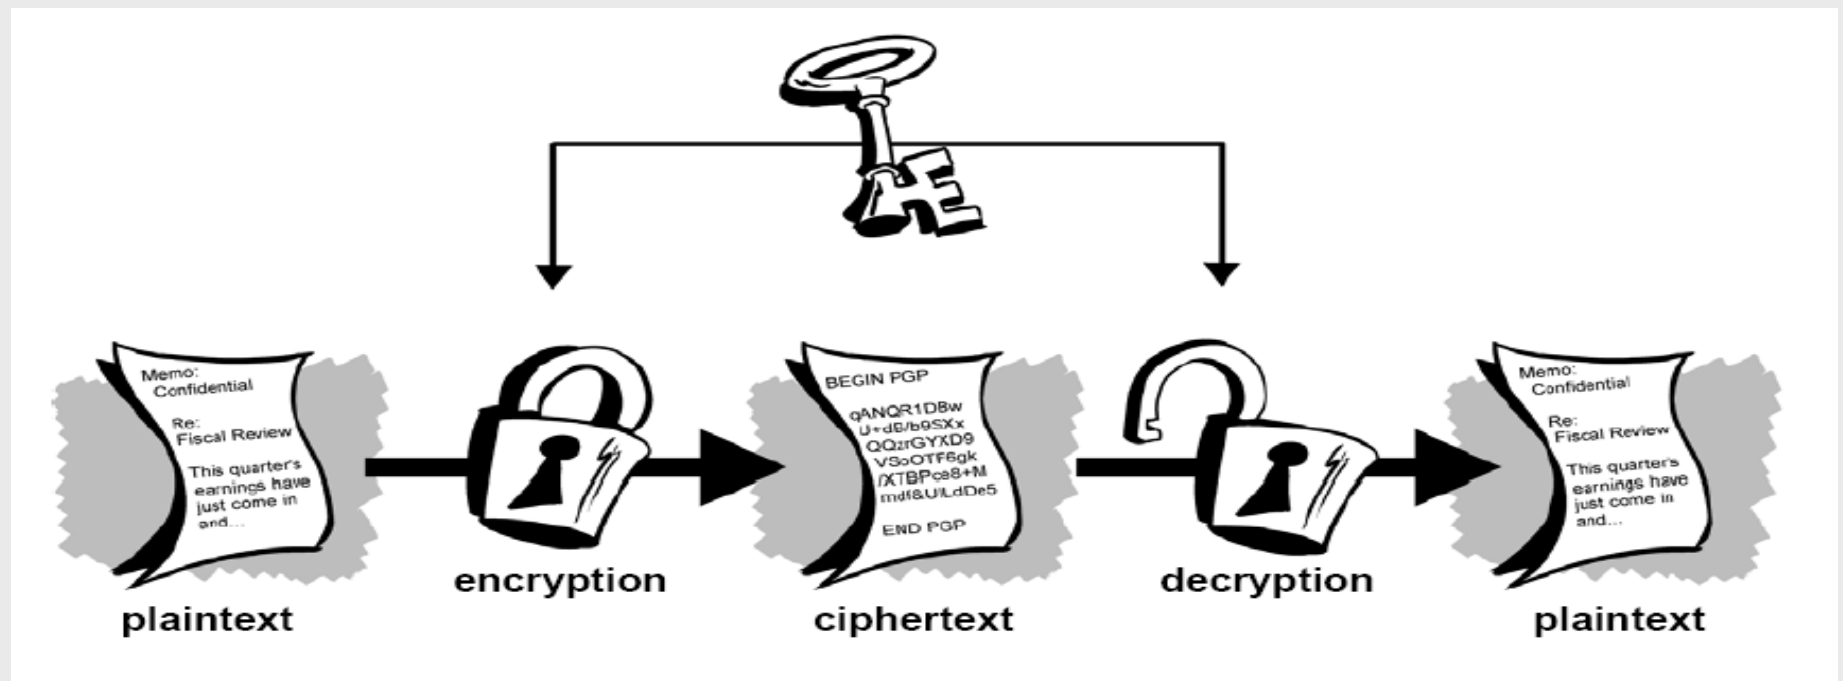 Memo:
Confidential
Re:
Fiscal Review
This quarter's
earnings have
just come in
and...
plaintext
encryption
BEGIN PGP
qANQR1DBw
U+dB/b9SXx
QQzrGYXD9
VSoOTF6gk
/XTBPca8+M
END PGP
ciphertext
decryption
Memo:
Confidential
Re:
Fiscal Review
This quarter's
earnings have
just come in
and...
plaintext